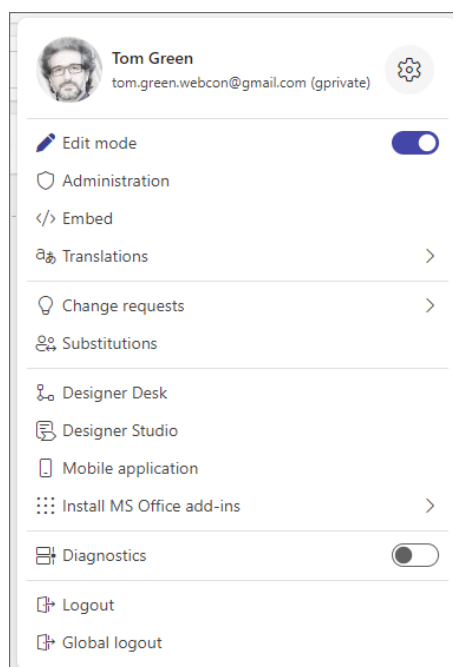 Tom Green
tom.green.webcon@gmail.com (gprivate)
Edit mode
Administration
Embed
Translations
Change requests
Substitutions
Designer Desk
Designer Studio
Mobile application
Install MS Office add-ins
Diagnostics
Logout
Global logout